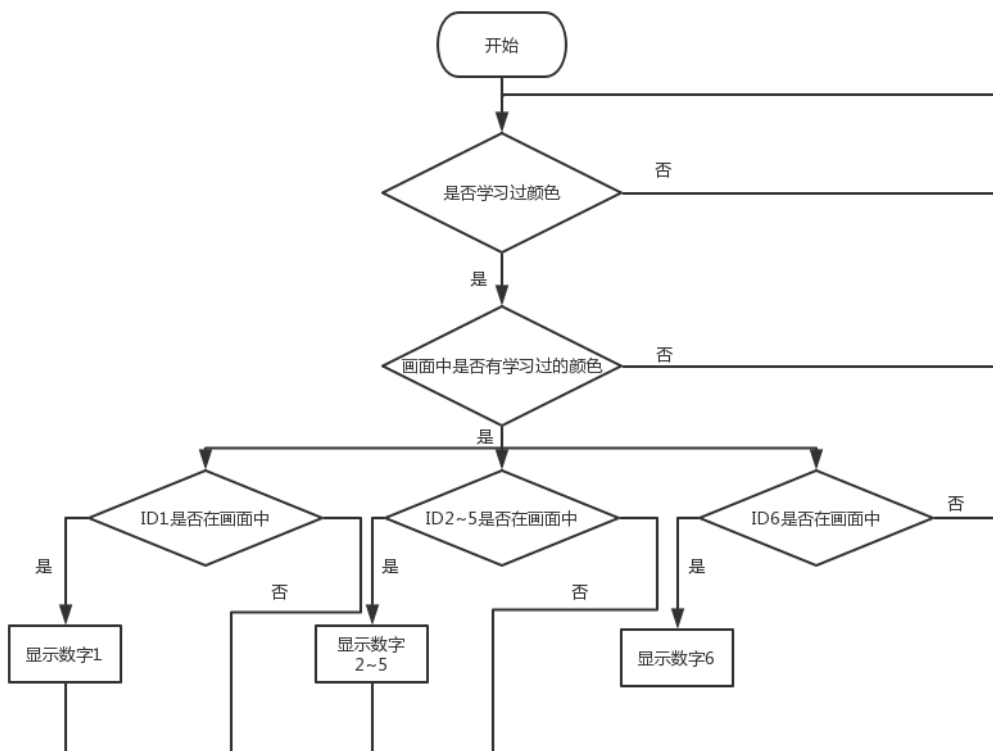 开始
否
是否学习过颜色
是
否
画面中是否有学习过的颜色
是
ID1是否在画面中
ID2~5是否在画面中
ID6是否在画面中
否
是
否
是
否
是
显示数字1
显示数字
2~5
显示数字6